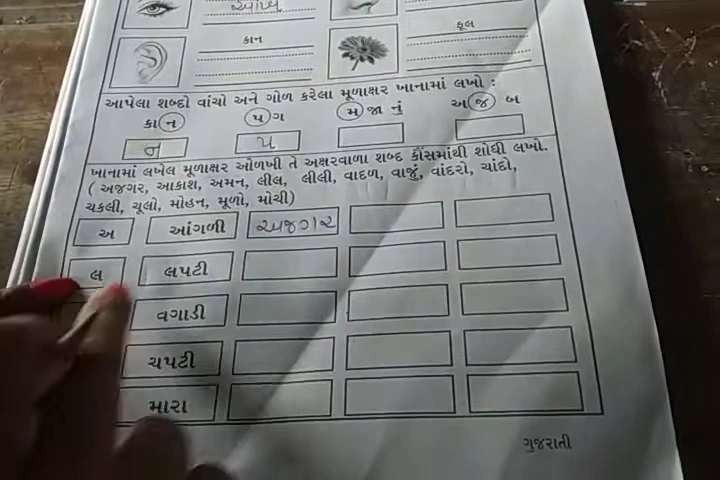 આંખ
કાન
ફૂલ
આપેલા શબ્દો વાંચો અને ગોળ કરેલા મૂળાક્ષર ખાનામાં લખો :
કાન પગ મજાનું અજબ
ન પ
ખાનામાં લખેલ મૂળાક્ષર ઓળખી તે અક્ષરવાળા શબ્દ કૌંસમાંથી શોધી લખો.
( અજગર, આકાશ, અમન, લીલ, લીલી, વાદળ, વાજું, વાંદરો, ચાંદો,
ચકલી, ચૂલો, મોહન, મૂળો, મોચી)
અ આંગળી અજગર
લ લપટી
વગાડી
ચપટી
મારા
ગુજરાતી